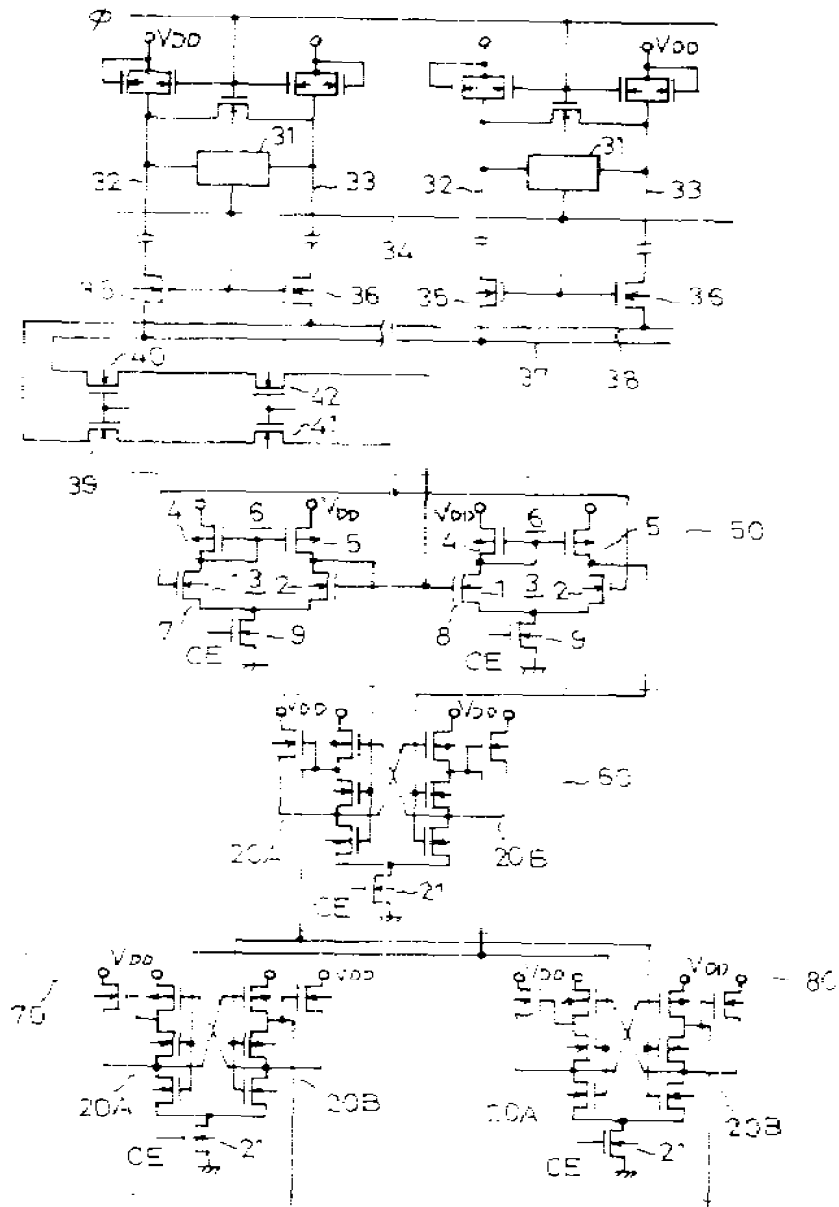 φ
VDD VDD
31 31
32 33 32 33
34
35 36 35 36
37 38
40
42
41
39
VDD VDD
4 6 5 4 6 5 50
1 3 2 1 3 2
7 9 8 9
CE CE
VDD VDD
60
20A 20B
CE 21
VDD VDD VDD VDD
70 80
20A 20B 20A 20B
CE 21 CE 21